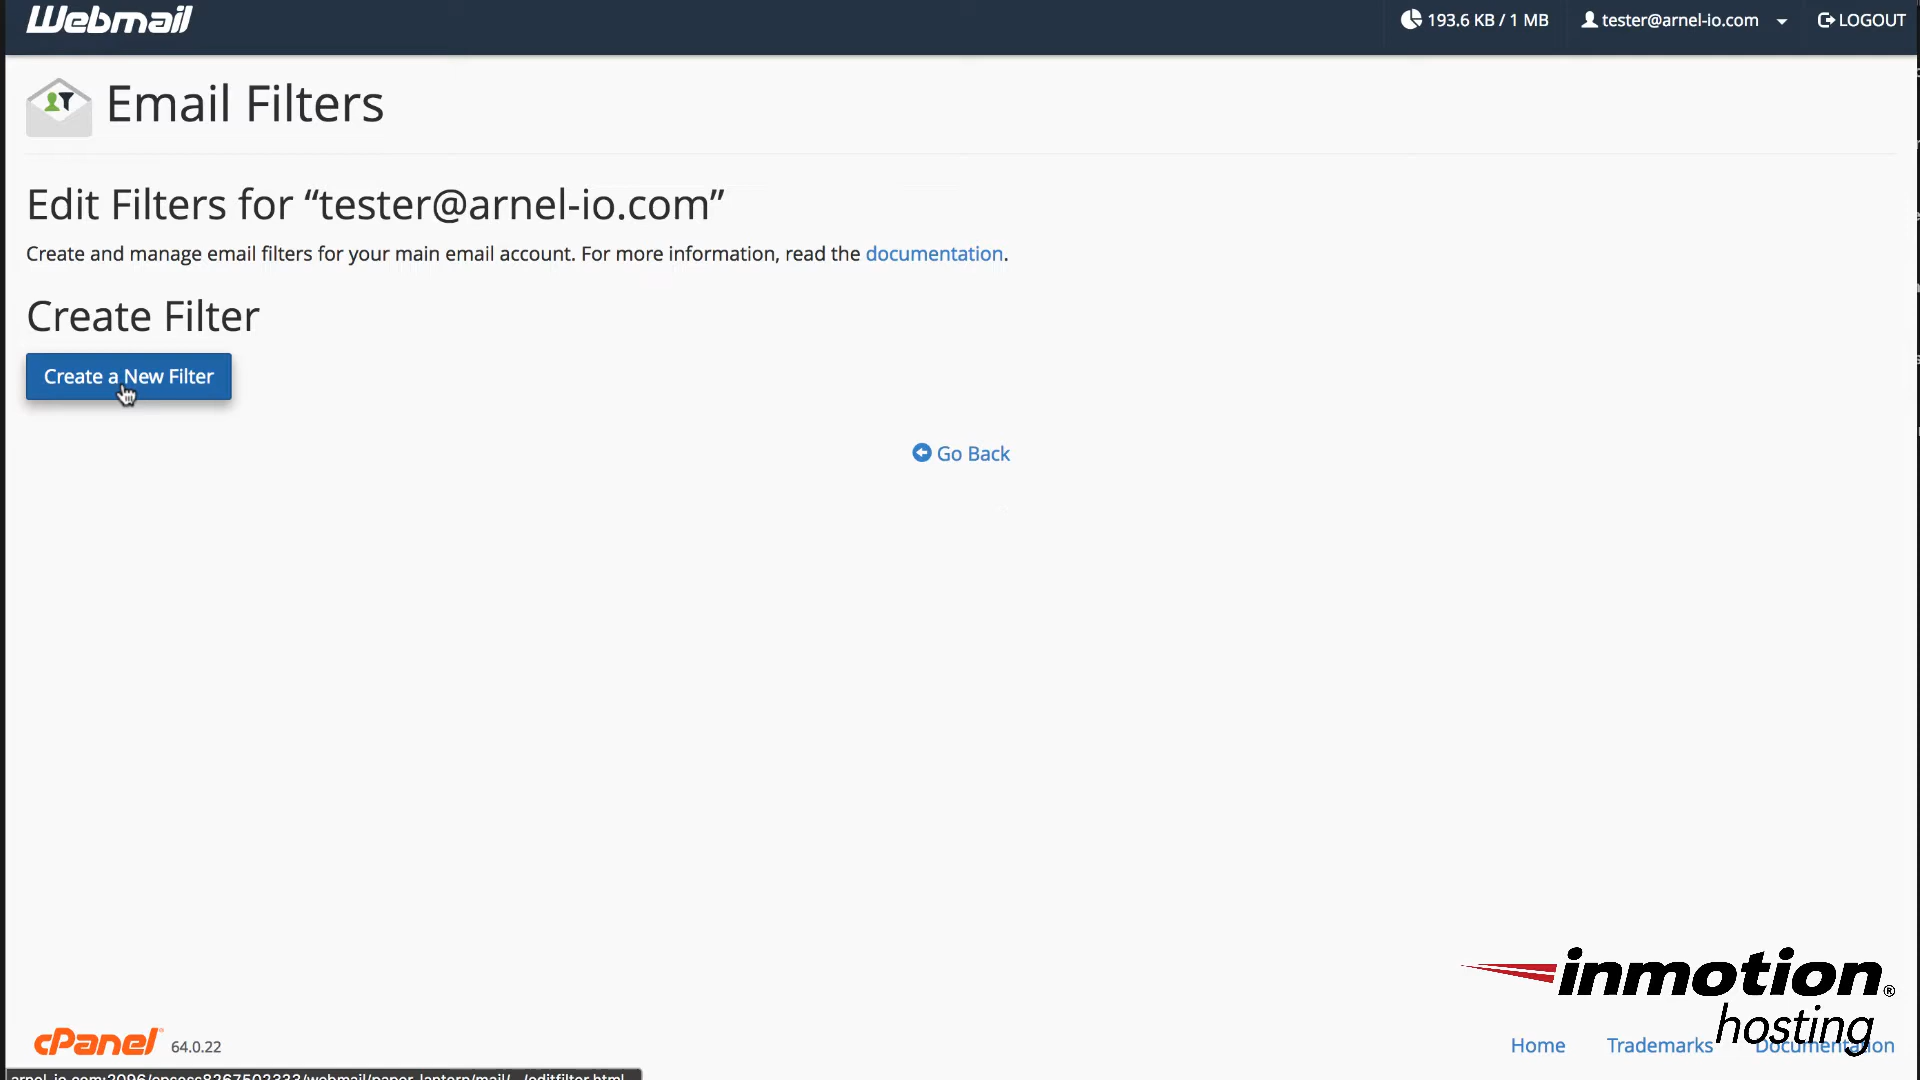 Webmail
193.6 KB / 1 MB
tester@arnel-io.com
LOGOUT
Email Filters
Edit Filters for “tester@arnel-io.com”
Create and manage email filters for your main email account. For more information, read the documentation.
Create Filter
Create a New Filter
Go Back
inmotion®
hosting
cPanel 64.0.22
Home
Trademarks
Documentation